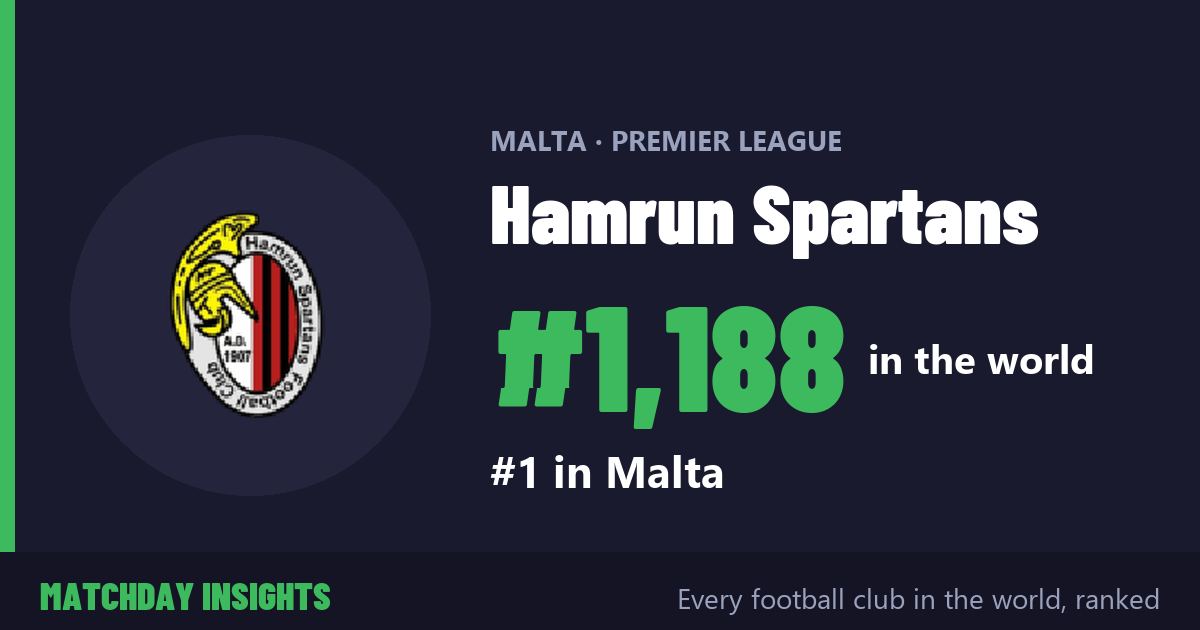 MALTA · PREMIER LEAGUE
Hamrun Spartans
#1,188 in the world
#1 in Malta
Hamrun Spartans Football Club
A.D.
1907
MATCHDAY INSIGHTS
Every football club in the world, ranked